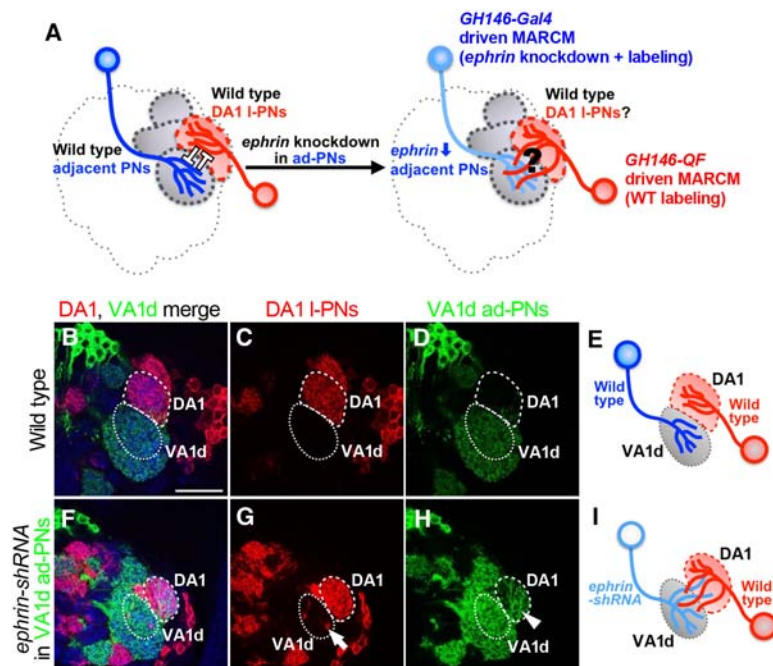 A
Wild type
DA1 l-PNs
Wild type
adjacent PNs
ephrin knockdown
in ad-PNs
GH146-Gal4
driven MARCM
(ephrin knockdown + labeling)
Wild type
DA1 l-PNs?
ephrin
adjacent PNs
?
GH146-QF
driven MARCM
(WT labeling)
DA1, VA1d merge
DA1 l-PNs
VA1d ad-PNs
Wild type
B
DA1
VA1d
C
DA1
VA1d
D
DA1
VA1d
E
Wild
type
DA1
Wild
type
VA1d
ephrin-shRNA
in VA1d ad-PNs
F
DA1
VA1d
G
DA1
VA1d
H
DA1
VA1d
I
DA1
ephrin
-shRNA
Wild
type
VA1d